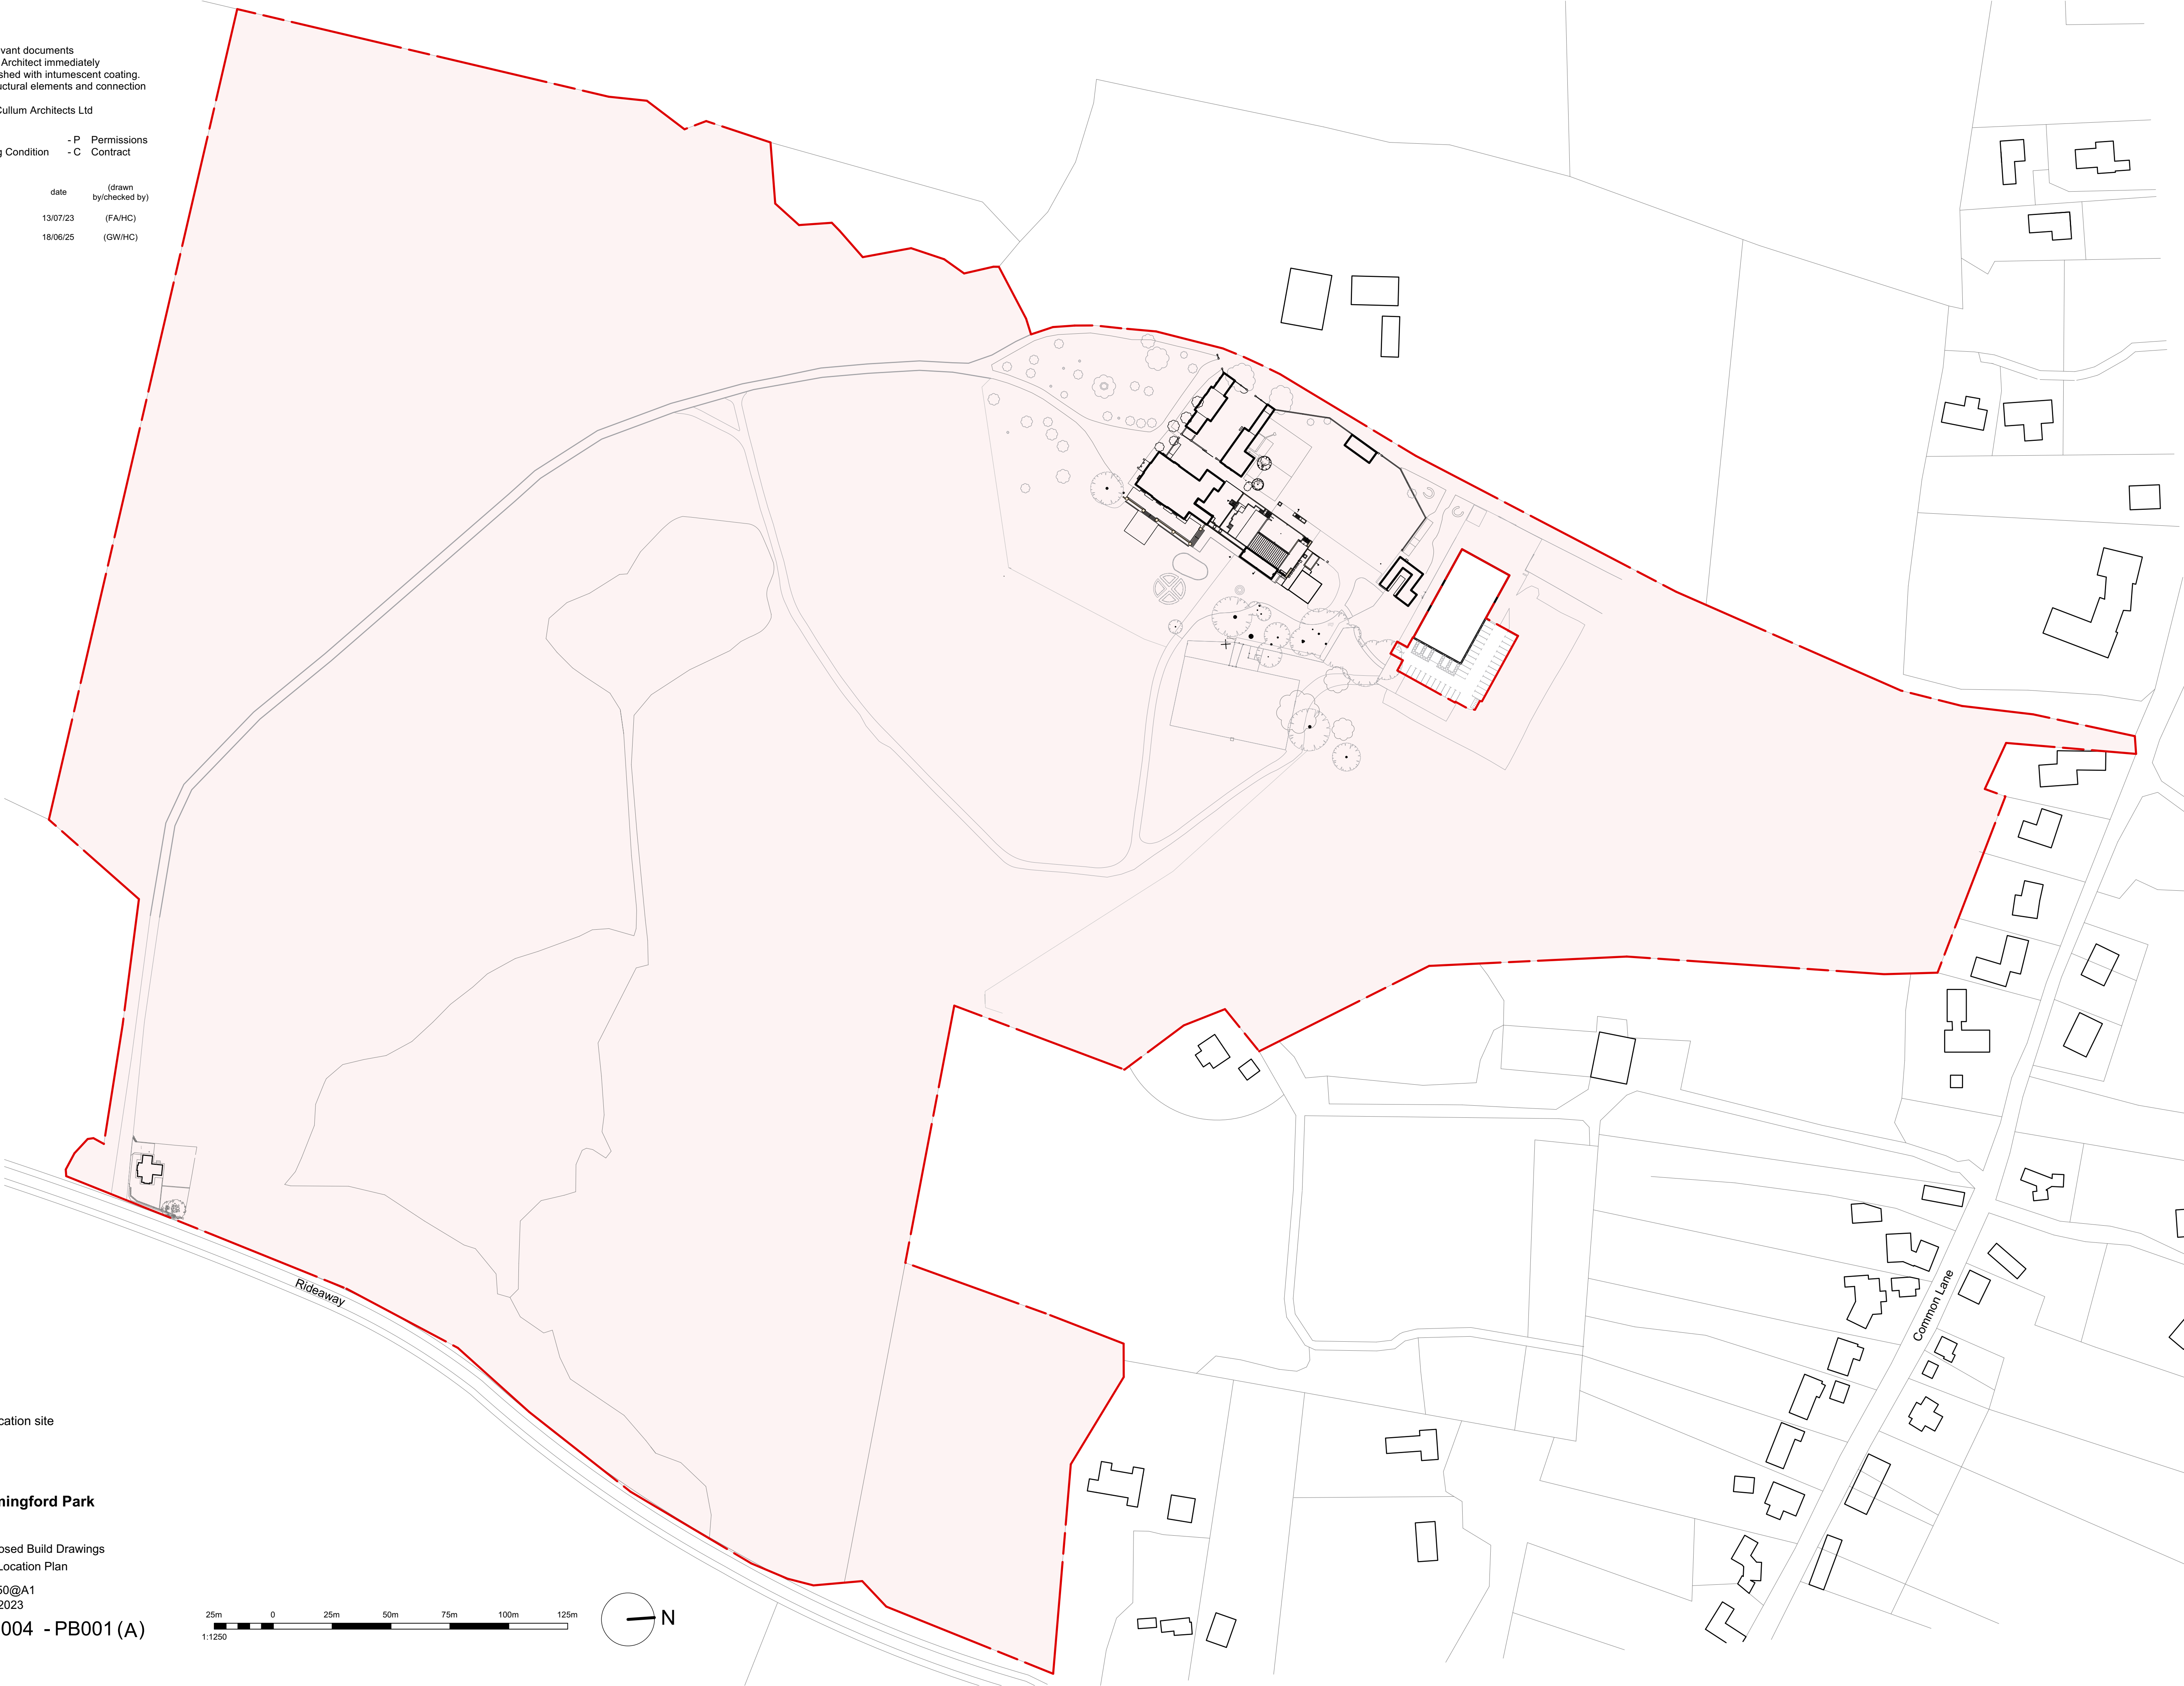 vant documents
Architect immediately
shed with intumescent coating.
uctural elements and connection
Cullum Architects Ltd
- P Permissions
g Condition - C Contract
date (drawn
by/checked by)
13/07/23 (FA/HC)
18/06/25 (GW/HC)
Rideaway
Common Lane
cation site
mingford Park
osed Build Drawings
Location Plan
50@A1
2023
004 - PB001 (A)
25m 0 25m 50m 75m 100m 125m
1:1250
N